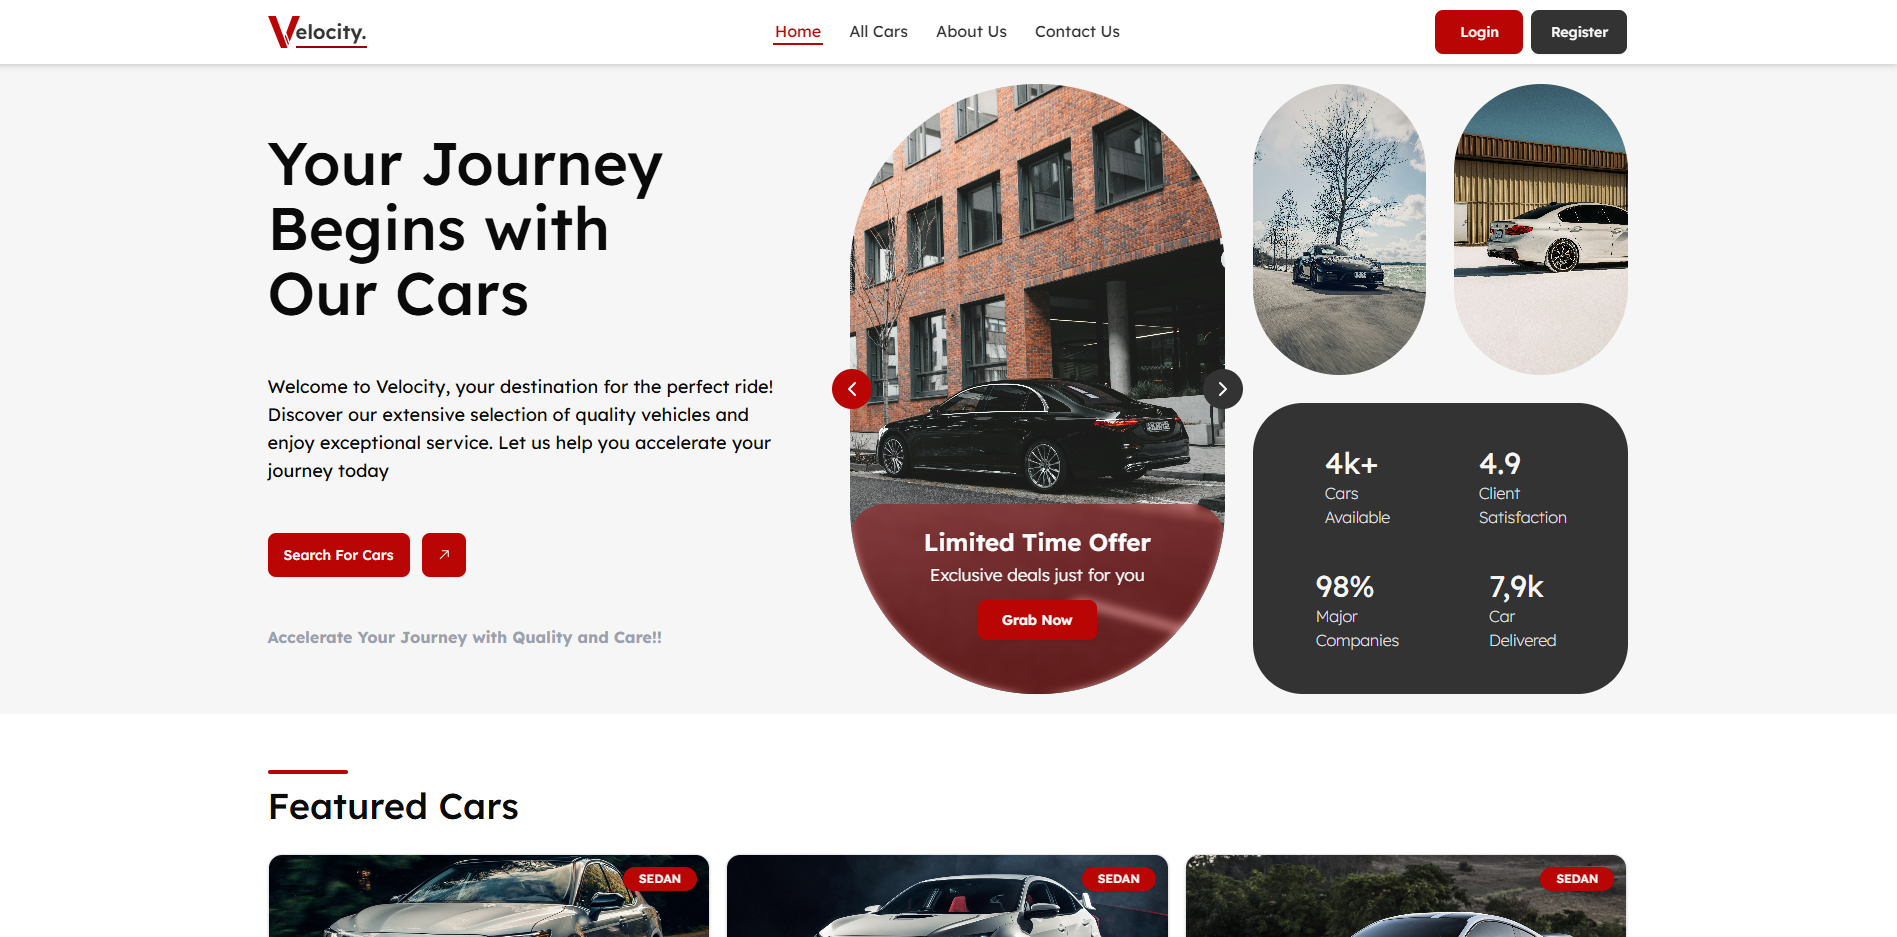 Velocity.
Home
All Cars
About Us
Contact Us
Login
Register
Your Journey
Begins with
Our Cars
Welcome to Velocity, your destination for the perfect ride!
Discover our extensive selection of quality vehicles and
enjoy exceptional service. Let us help you accelerate your
journey today
Search For Cars
Accelerate Your Journey with Quality and Care!!
Limited Time Offer
Exclusive deals just for you
Grab Now
4k+
Cars
Available
4.9
Client
Satisfaction
98%
Major
Companies
7,9k
Car
Delivered
Featured Cars
SEDAN
SEDAN
SEDAN